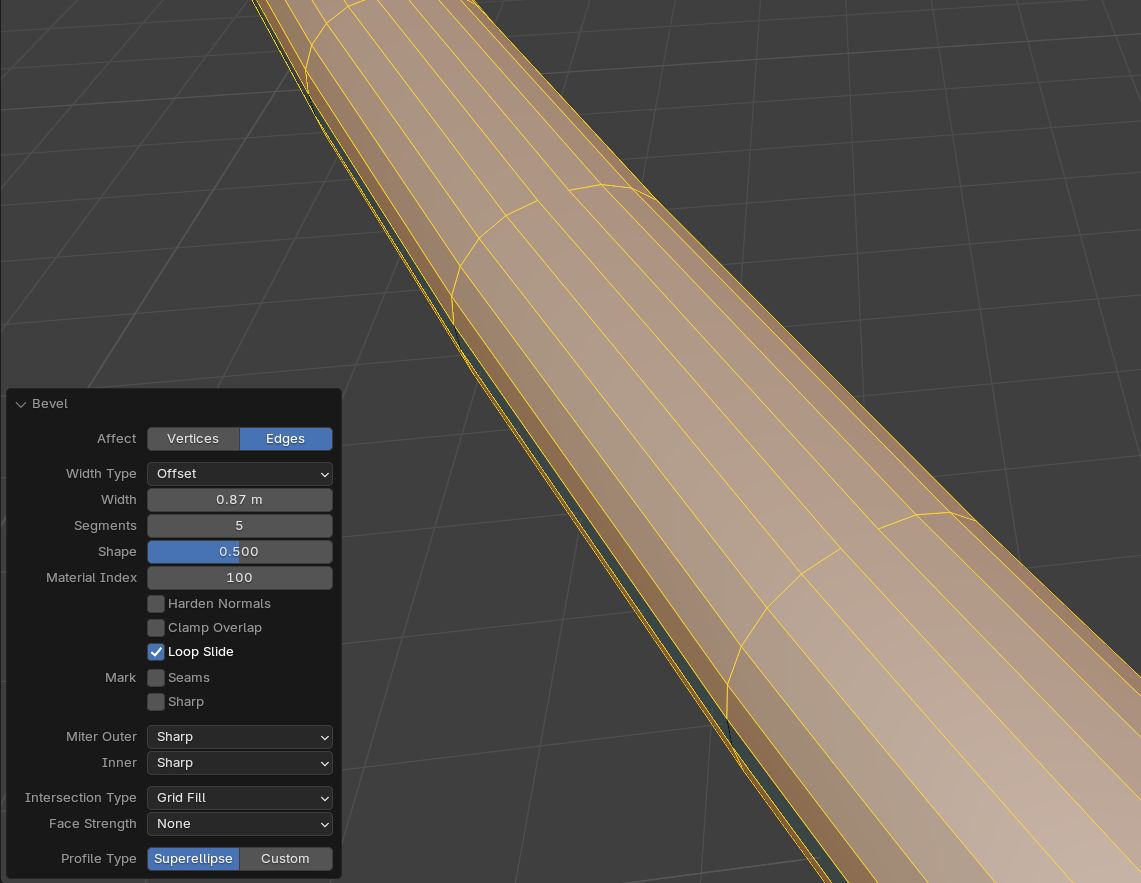 Bevel
Affect Vertices Edges
Width Type Offset
Width 0.87 m
Segments 5
Shape 0.500
Material Index 100
Harden Normals
Clamp Overlap
Loop Slide
Mark Seams
Sharp
Miter Outer Sharp
Inner Sharp
Intersection Type Grid Fill
Face Strength None
Profile Type Superellipse Custom